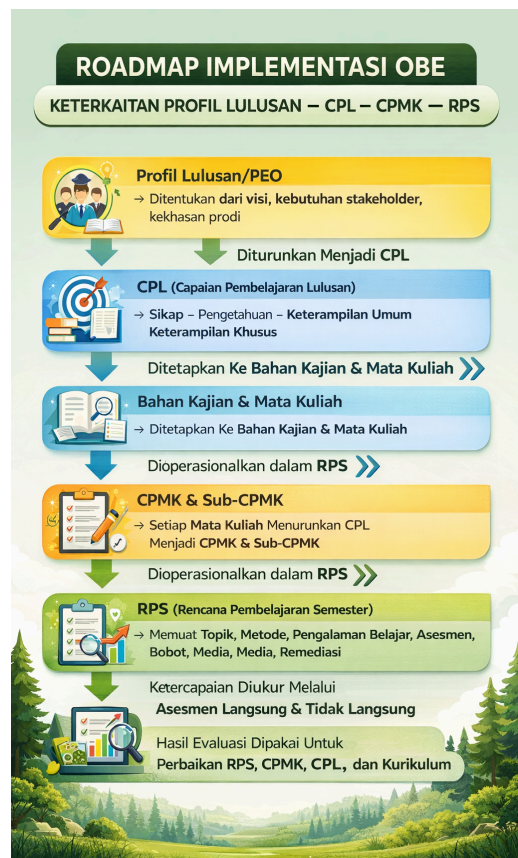 ROADMAP IMPLEMENTASI OBE
KETERKAITAN PROFIL LULUSAN — CPL — CPMK — RPS
Profil Lulusan/PEO
→ Ditentukan dari visi, kebutuhan stakeholder,
kekhasan prodi
Diturunkan Menjadi CPL
CPL (Capaian Pembelajaran Lulusan)
→ Sikap – Pengetahuan – Keterampilan Umum
Keterampilan Khusus
Ditetapkan Ke Bahan Kajian & Mata Kuliah
Bahan Kajian & Mata Kuliah
→ Ditetapkan Ke Bahan Kajian & Mata Kuliah
Dioperasionalkan dalam RPS
CPMK & Sub-CPMK
→ Setiap Mata Kuliah Menurunkan CPL
Menjadi CPMK & Sub-CPMK
Dioperasionalkan dalam RPS
RPS (Rencana Pembelajaran Semester)
→ Memuat Topik, Metode, Pengalaman Belajar, Asesmen,
Bobot, Media, Media, Remediasi
Ketercapaian Diukur Melalui
Asesmen Langsung & Tidak Langsung
Hasil Evaluasi Dipakai Untuk
Perbaikan RPS, CPMK, CPL, dan Kurikulum